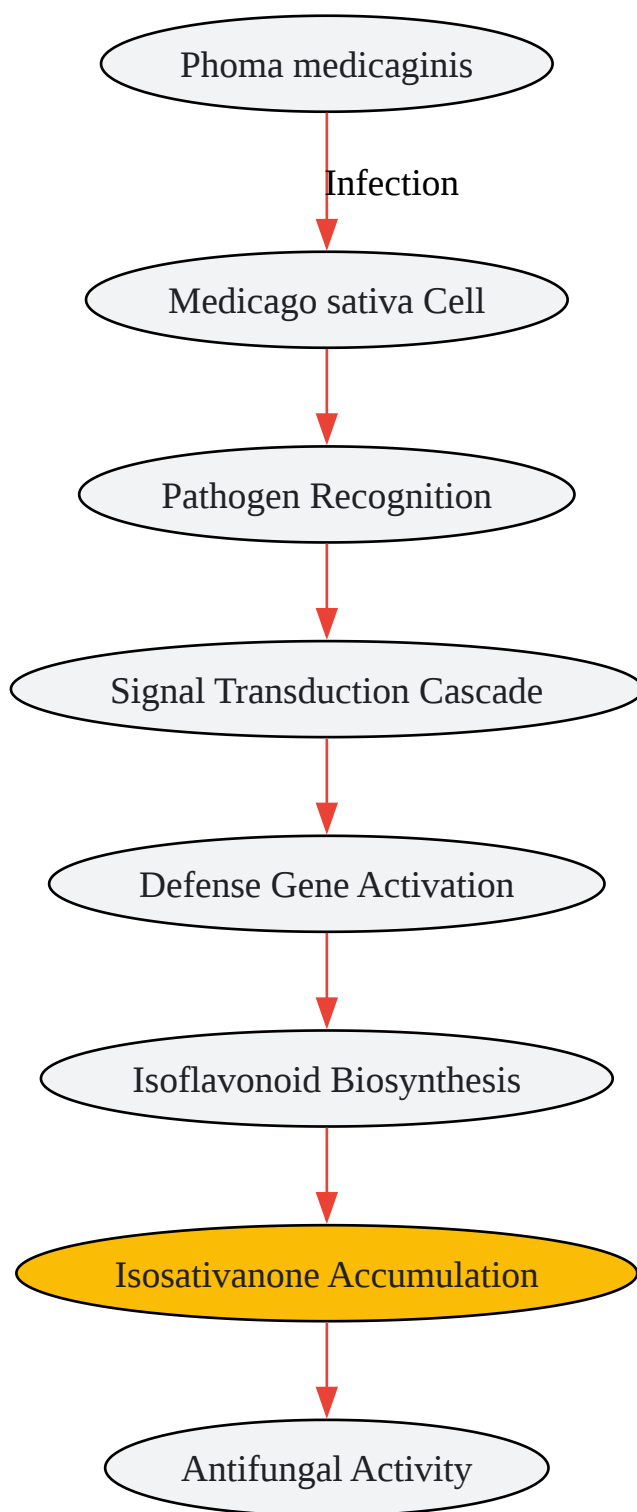 Phoma medicaginis
Infection
Medicago sativa Cell
Pathogen Recognition
Signal Transduction Cascade
Defense Gene Activation
Isoflavonoid Biosynthesis
Isosativanone Accumulation
Antifungal Activity